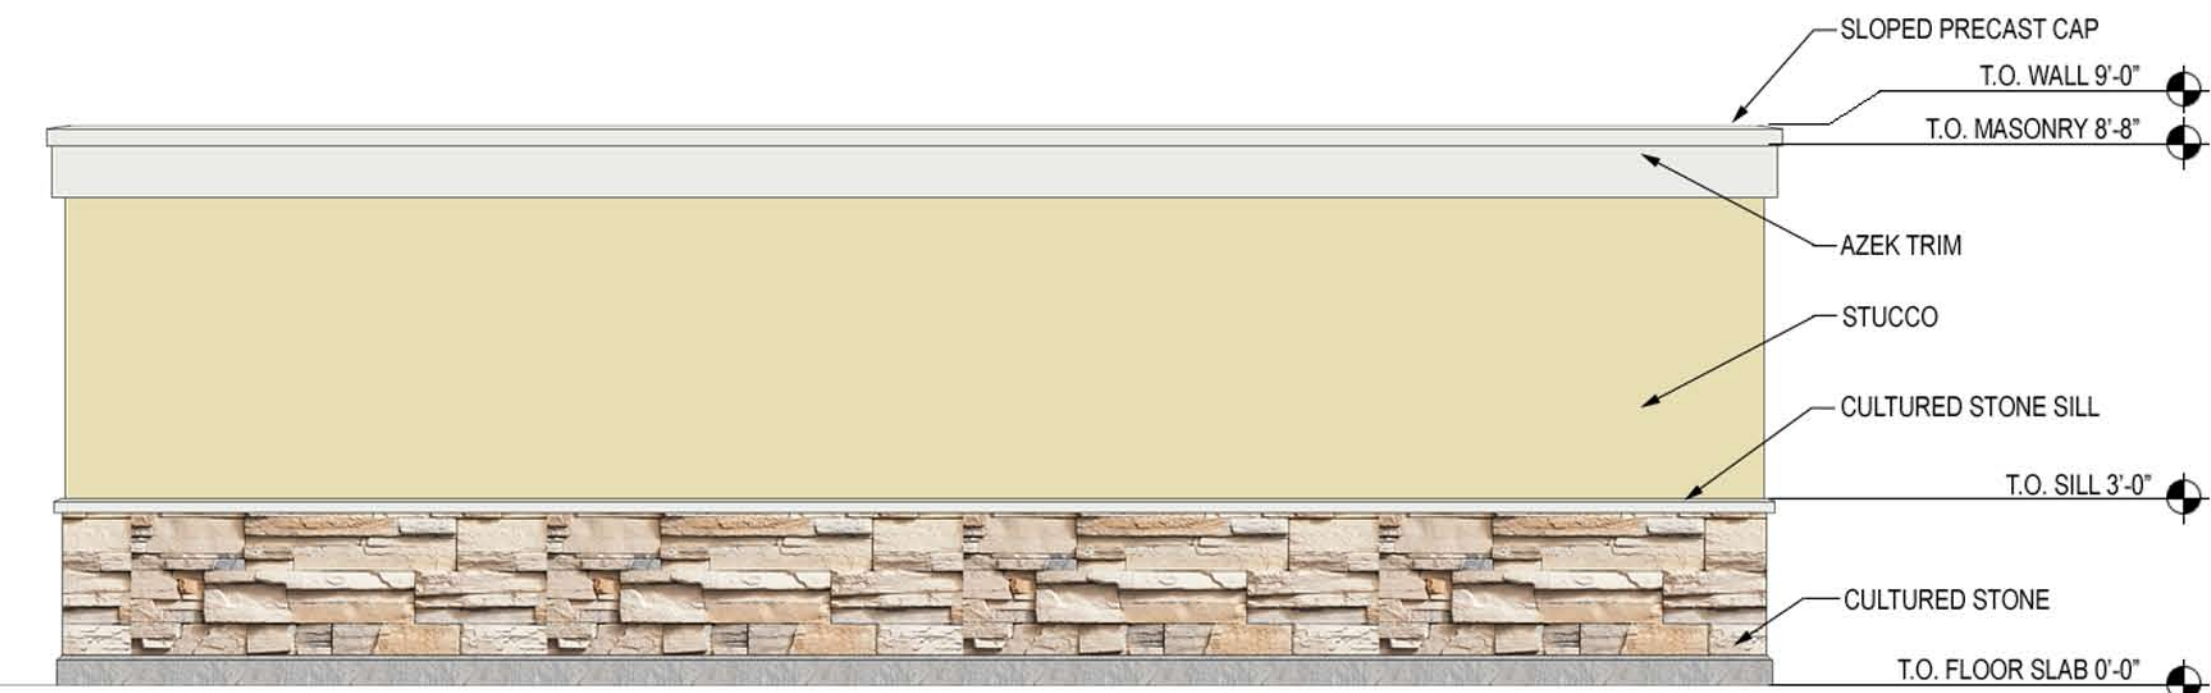 SLOPED PRECAST CAP
T.O. WALL 9'-0"
T.O. MASONRY 8'-8"
AZEK TRIM
STUCCO
CULTURED STONE SILL
T.O. SILL 3'-0"
CULTURED STONE
T.O. FLOOR SLAB 0'-0"